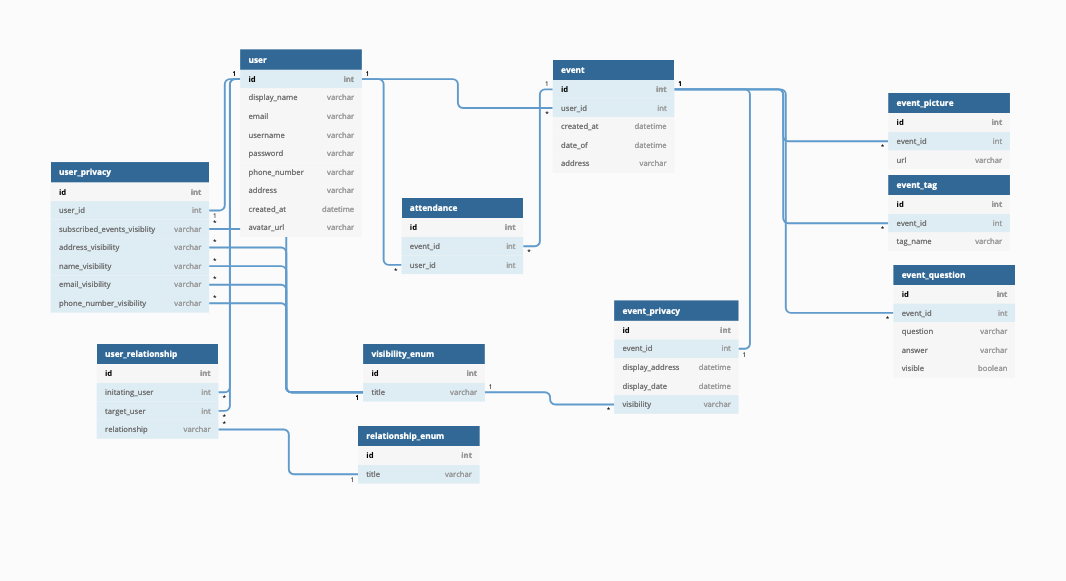 user
id int
display_name varchar
email varchar
username varchar
password varchar
phone_number varchar
address varchar
created_at datetime
avatar_url varchar
1
1
event
id int
user_id int
created_at datetime
date_of datetime
address varchar
1
1
*
event_picture
id int
event_id int
url varchar
*
event_tag
id int
event_id int
tag_name varchar
*
user_privacy
id int
user_id int
subscribed_events_visiblity varchar
address_visibility varchar
name_visibility varchar
email_visibility varchar
phone_number_visibility varchar
1
*
*
*
*
*
attendance
id int
event_id int
user_id int
*
*
event_question
id int
event_id int
question varchar
answer varchar
visible boolean
*
event_privacy
id int
event_id int
display_address datetime
display_date datetime
visibility varchar
1
*
user_relationship
id int
initating_user int
target_user int
relationship varchar
*
*
*
visibility_enum
id int
title varchar
1
1
relationship_enum
id int
title varchar
1